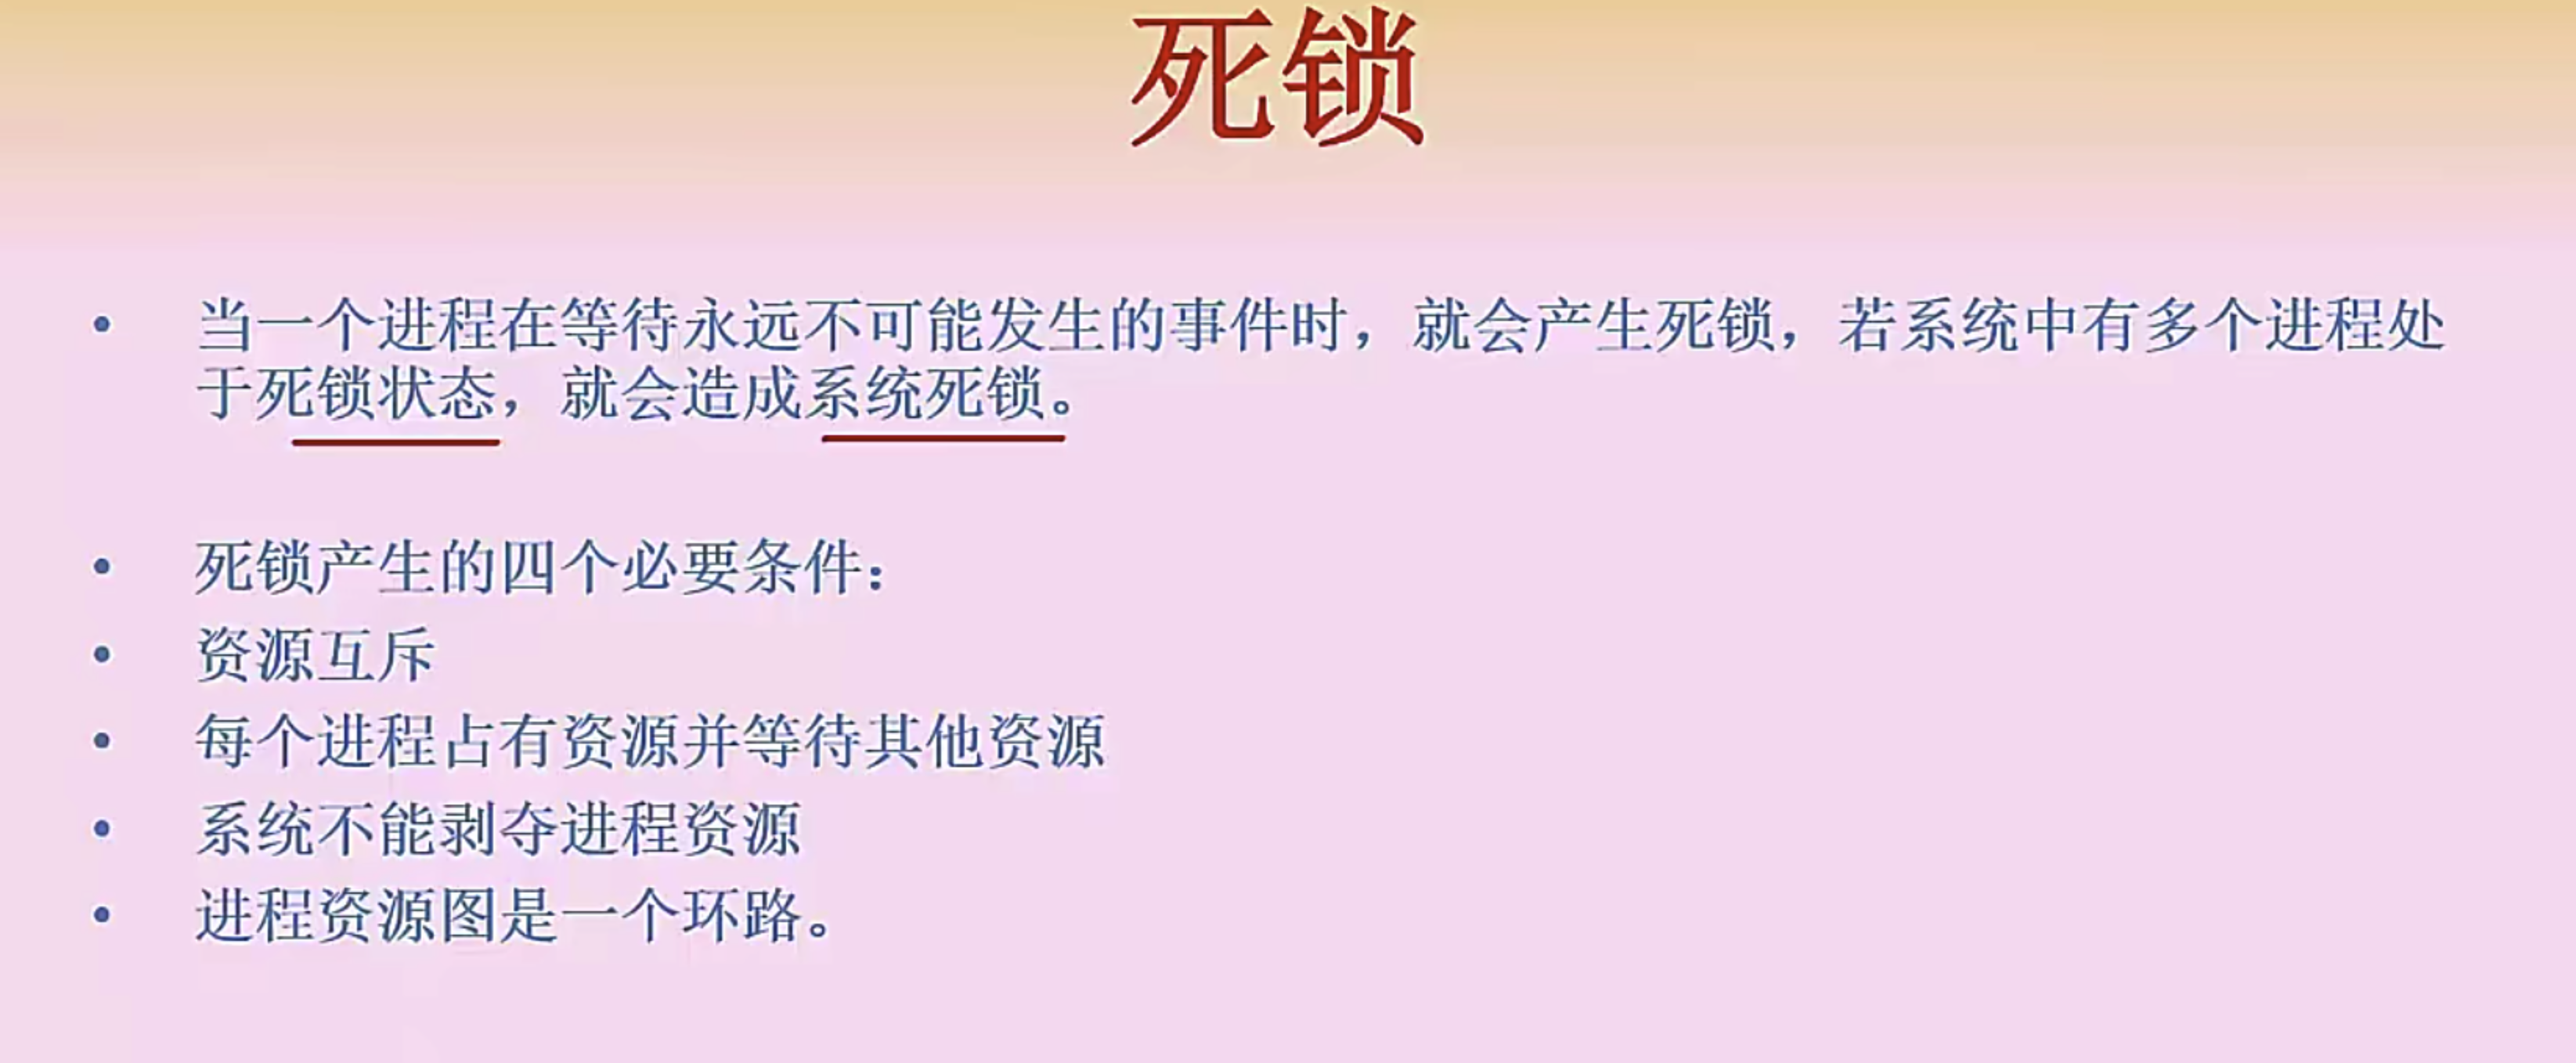 死锁
• 当一个进程在等待永远不可能发生的事件时，就会产生死锁，若系统中有多个进程处
于死锁状态，就会造成系统死锁。
• 死锁产生的四个必要条件：
• 资源互斥
• 每个进程占有资源并等待其他资源
• 系统不能剥夺进程资源
• 进程资源图是一个环路。